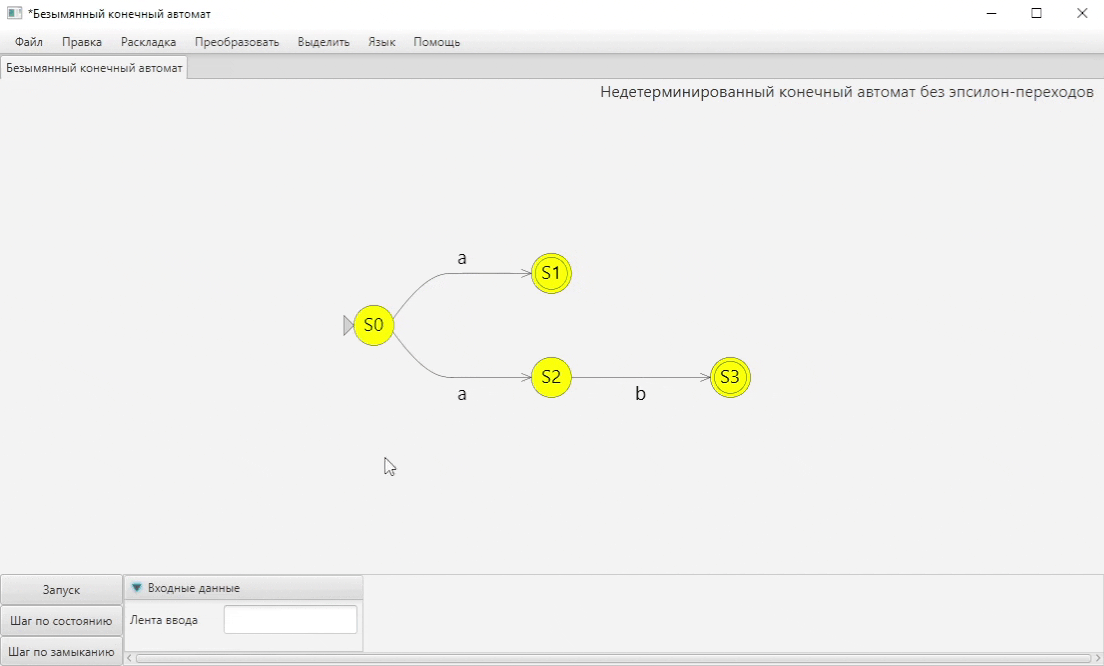 *Безымянный конечный автомат
Файл Правка Раскладка Преобразовать Выделить Язык Помощь
Безымянный конечный автомат
Недетерминированный конечный автомат без эпсилон-переходов
a
S1
S0
S2
S3
a
b
Запуск
Входные данные
Шаг по состоянию
Лента ввода
Шаг по замыканию